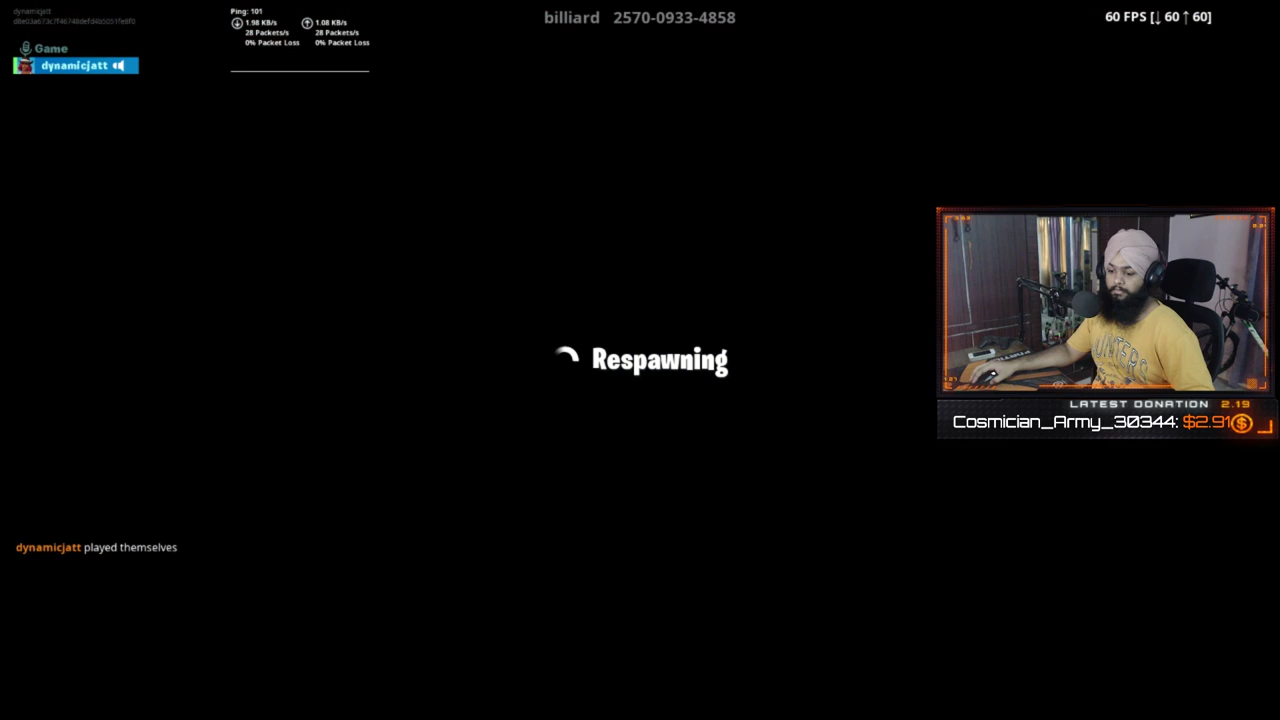 dynamicjatt
Game
dynamicjatt
Ping: 101
1.98 KB/s
28 Packets/s
0% Packet Loss
1.08 KB/s
28 Packets/s
0% Packet Loss
billiard 2570-0933-4858
60 FPS [↓ 60 ↑ 60]
Respawning
LATEST DONATION 2.19
Cosmician_Army_30344: $2.91
dynamicjatt played themselves